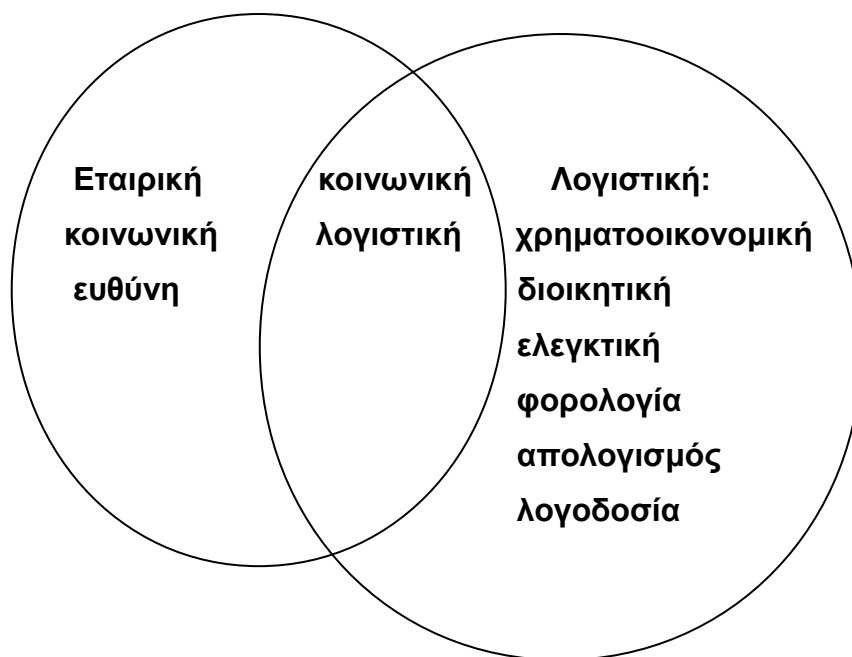 Εταιρική
κοινωνική
ευθύνη
κοινωνική
λογιστική
Λογιστική:
χρηματοοικονομική
διοικητική
ελεγκτική
φορολογία
απολογισμός
λογοδοσία